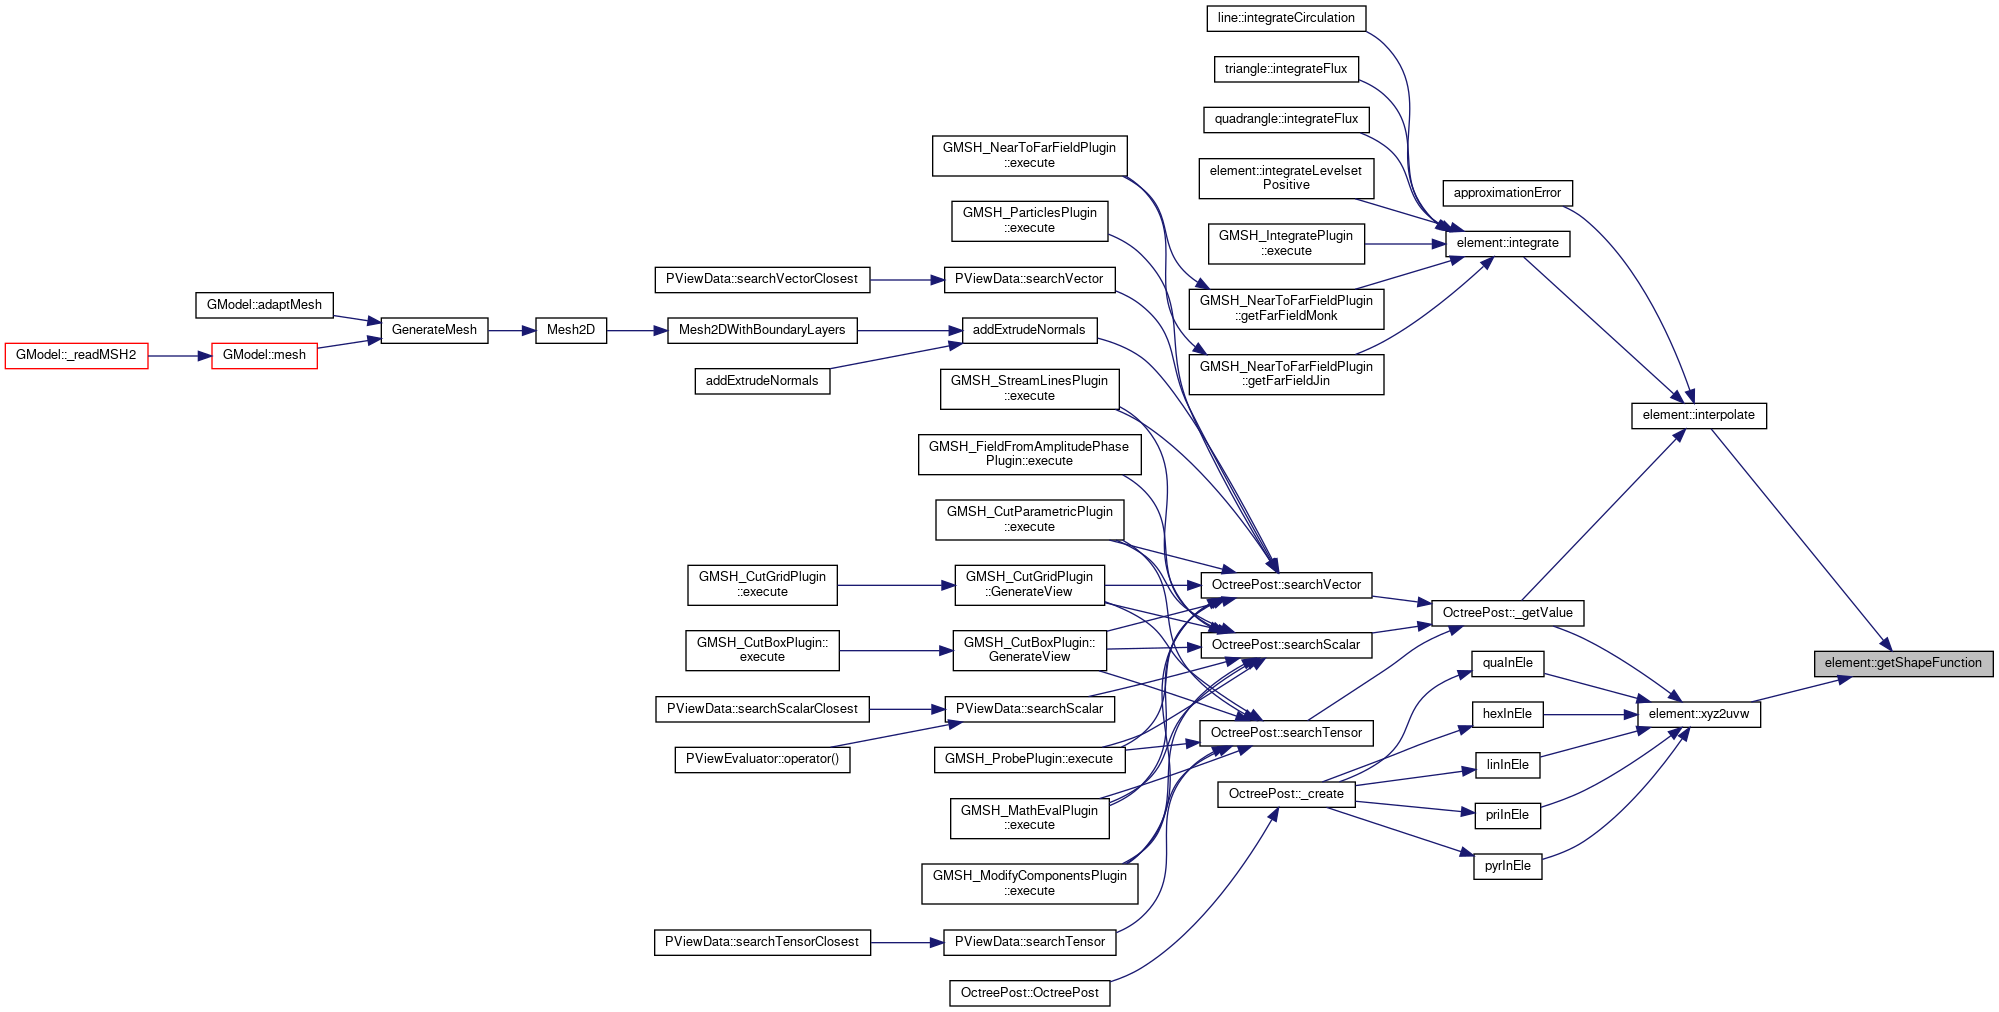 line::integrateCirculation
triangle::integrateFlux
quadrangle::integrateFlux
GMSH_NearToFarFieldPlugin
::execute
element::integrateLevelset
Positive
approximationError
GMSH_ParticlesPlugin
::execute
GMSH_IntegratePlugin
::execute
element::integrate
PViewData::searchVectorClosest
PViewData::searchVector
GMSH_NearToFarFieldPlugin
::getFarFieldMonk
GModel::adaptMesh
GenerateMesh
Mesh2D
Mesh2DWithBoundaryLayers
addExtrudeNormals
GModel::_readMSH2
GModel::mesh
GMSH_NearToFarFieldPlugin
::getFarFieldJin
addExtrudeNormals
GMSH_StreamLinesPlugin
::execute
element::interpolate
GMSH_FieldFromAmplitudePhase
Plugin::execute
GMSH_CutParametricPlugin
::execute
GMSH_CutGridPlugin
::execute
GMSH_CutGridPlugin
::GenerateView
OctreePost::searchVector
OctreePost::_getValue
GMSH_CutBoxPlugin::
execute
GMSH_CutBoxPlugin::
GenerateView
OctreePost::searchScalar
quaInEle
element::getShapeFunction
PViewData::searchScalarClosest
PViewData::searchScalar
hexInEle
element::xyz2uvw
OctreePost::searchTensor
PViewEvaluator::operator()
GMSH_ProbePlugin::execute
linInEle
OctreePost::_create
GMSH_MathEvalPlugin
::execute
priInEle
pyrInEle
GMSH_ModifyComponentsPlugin
::execute
PViewData::searchTensorClosest
PViewData::searchTensor
OctreePost::OctreePost